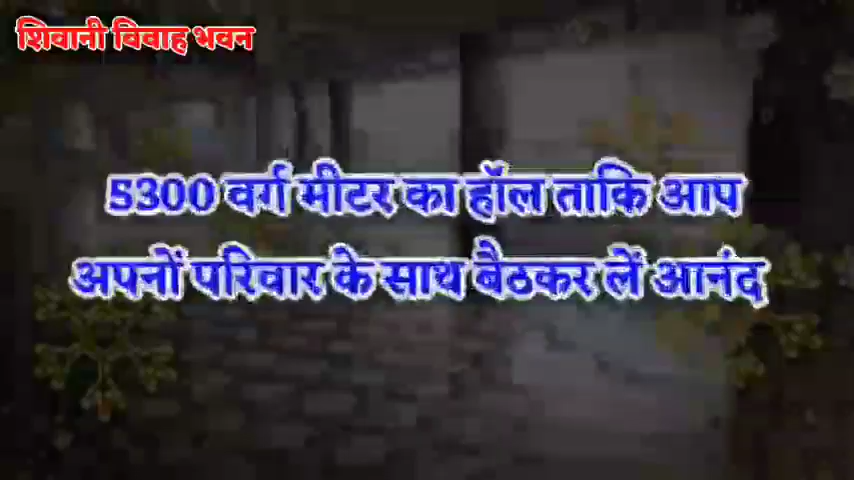 शिवानी विवाह भवन
5300 वर्ग मीटर का हॉल ताकि आप
अपनों परिवार के साथ बैठकर लें आनंद